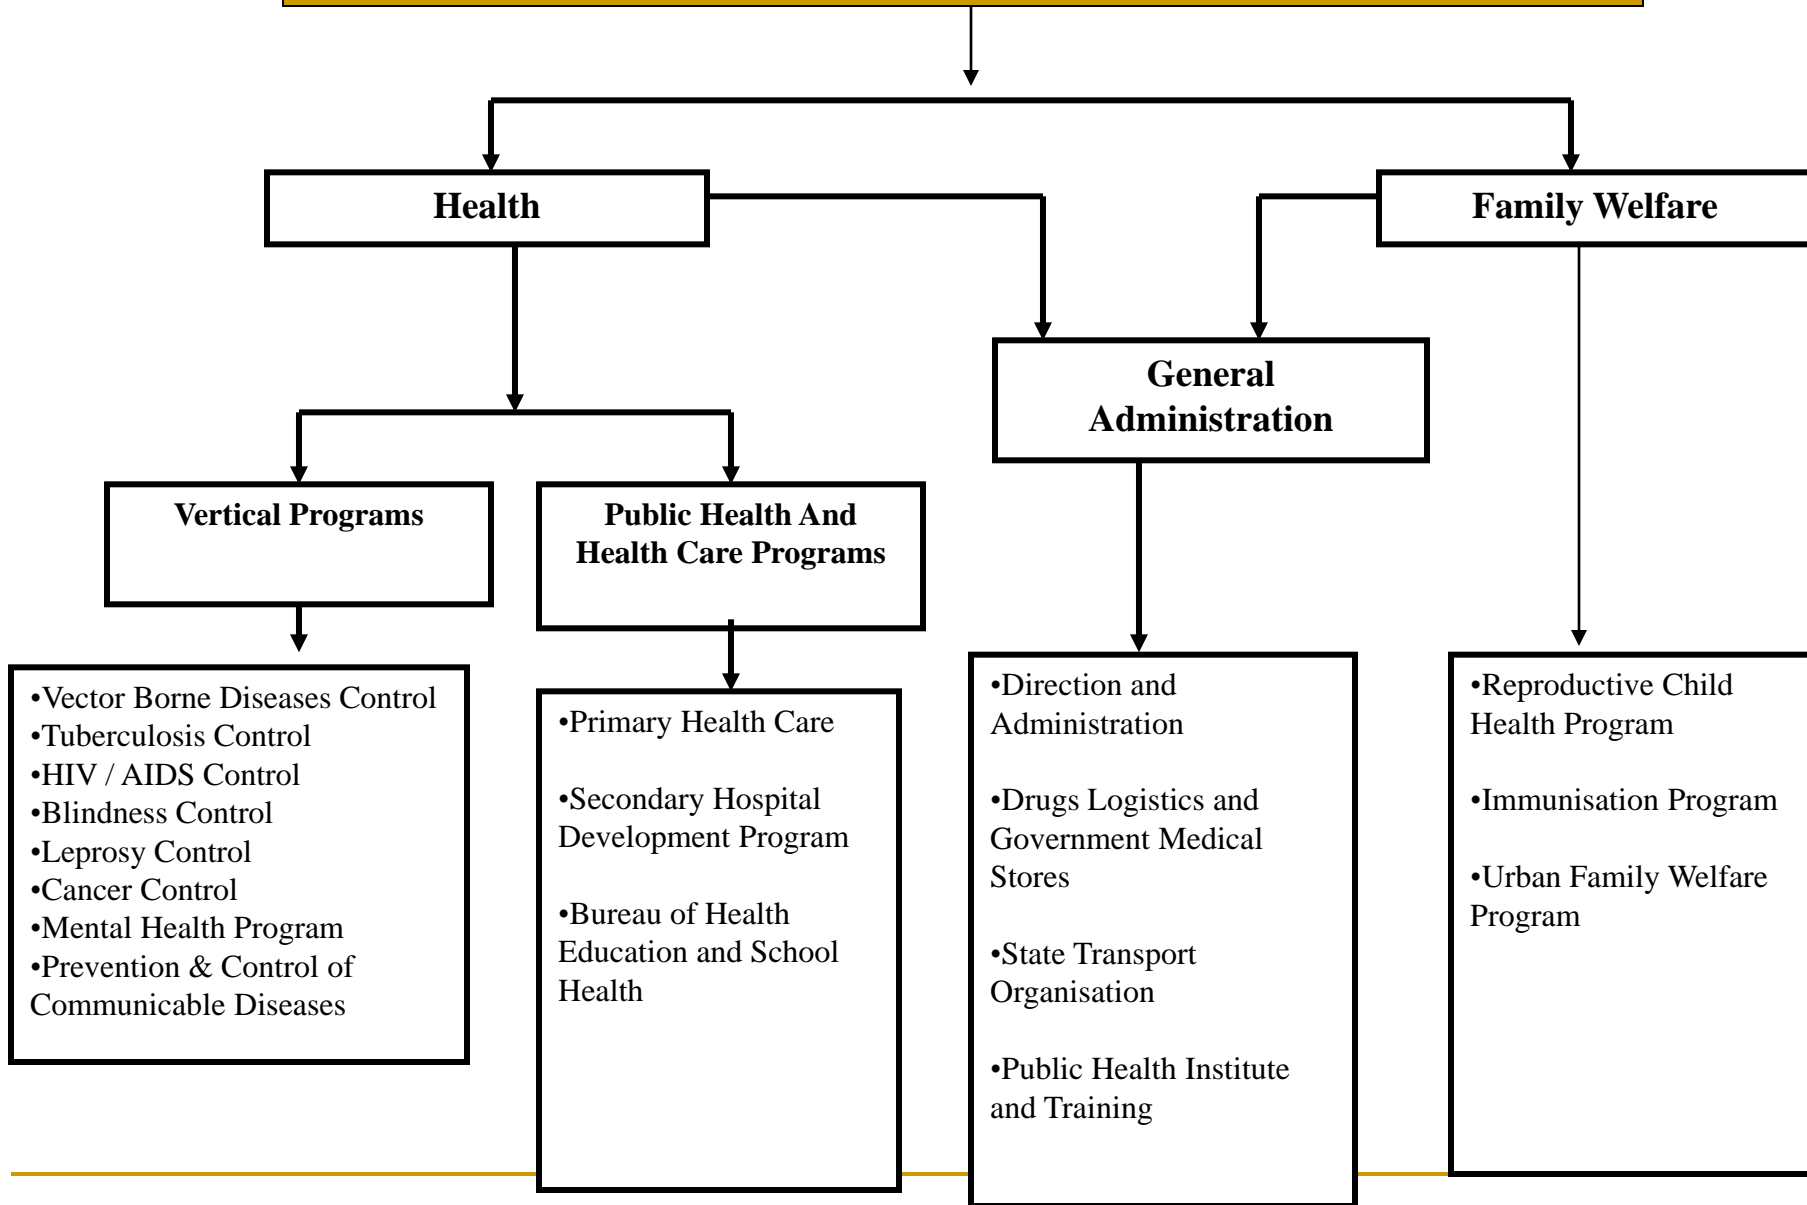 Health
Family Welfare
General
Administration
Vertical Programs
Public Health And
Health Care Programs
•Vector Borne Diseases Control
•Tuberculosis Control
•HIV / AIDS Control
•Blindness Control
•Leprosy Control
•Cancer Control
•Mental Health Program
•Prevention & Control of
Communicable Diseases
•Primary Health Care
•Secondary Hospital
Development Program
•Bureau of Health
Education and School
Health
•Direction and
Administration
•Drugs Logistics and
Government Medical
Stores
•State Transport
Organisation
•Public Health Institute
and Training
•Reproductive Child
Health Program
•Immunisation Program
•Urban Family Welfare
Program